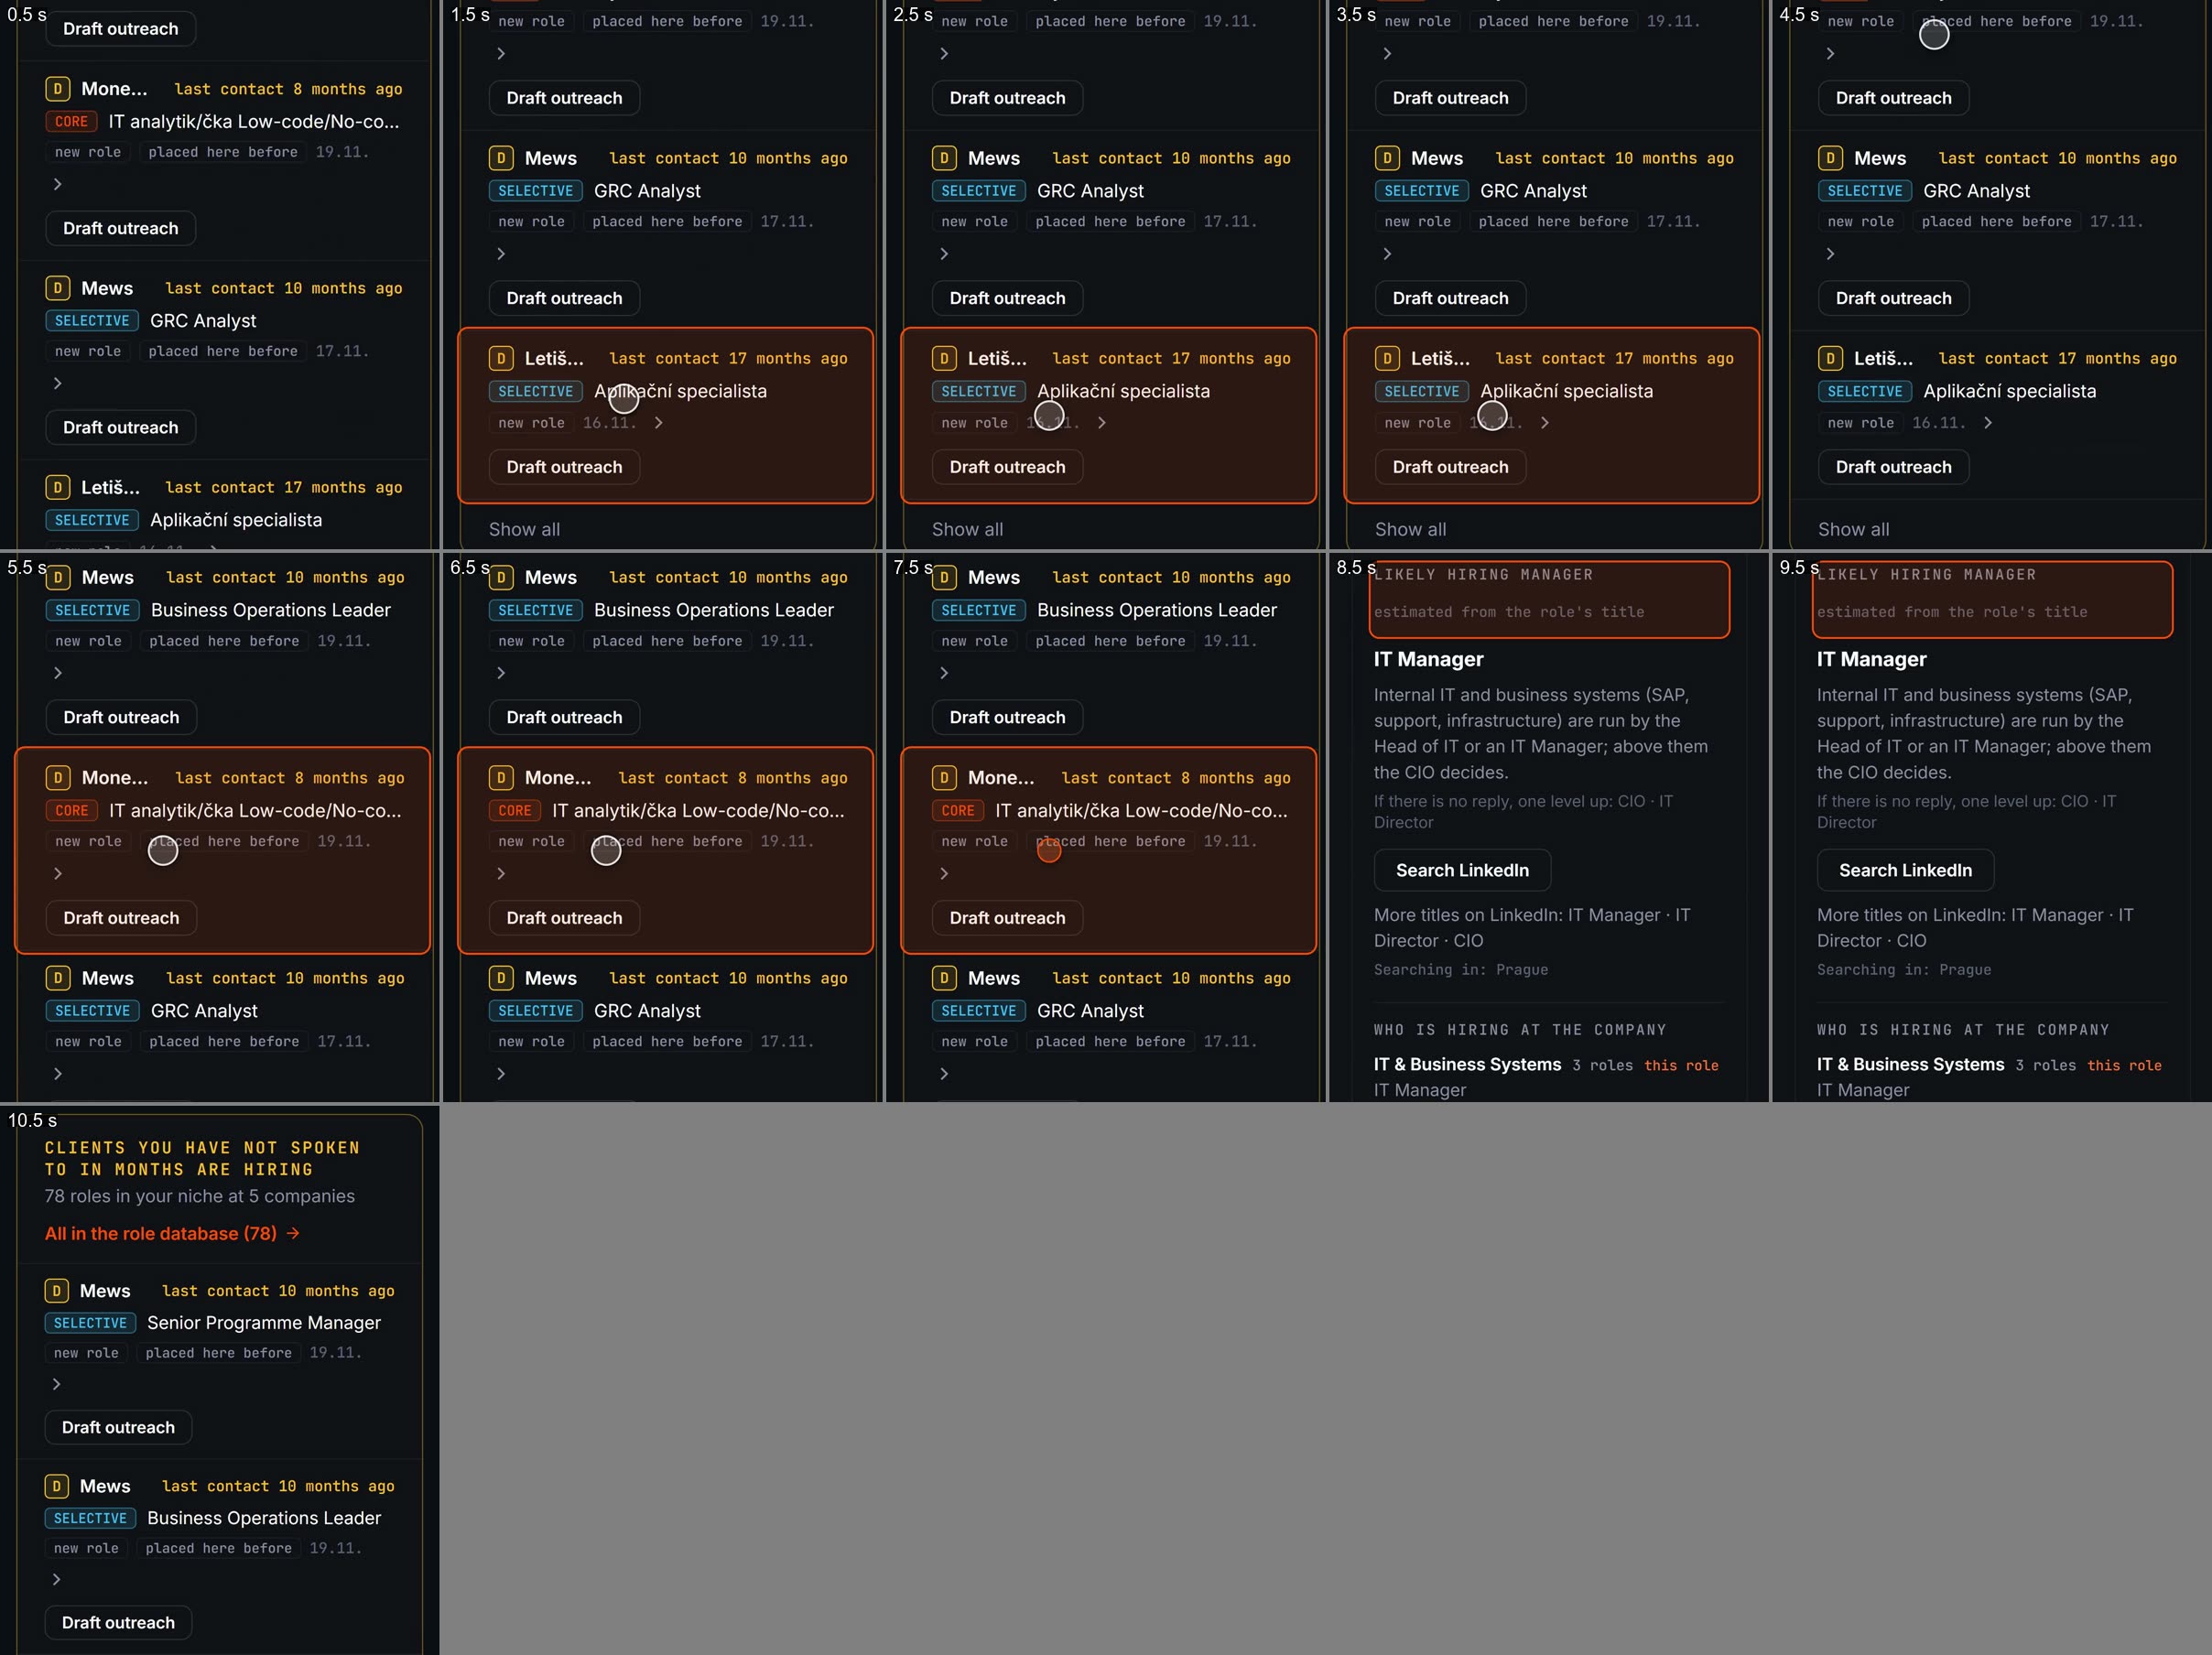 0.5 s
Draft outreach
D Mone... last contact 8 months ago
CORE IT analytik/čka Low-code/No-co...
new role placed here before 19.11.
>
Draft outreach
D Mews last contact 10 months ago
SELECTIVE GRC Analyst
new role placed here before 17.11.
>
Draft outreach
D Letiš... last contact 17 months ago
SELECTIVE Aplikační specialista
1.5 s
new role placed here before 19.11.
>
Draft outreach
D Mews last contact 10 months ago
SELECTIVE GRC Analyst
new role placed here before 17.11.
>
Draft outreach
D Letiš... last contact 17 months ago
SELECTIVE Aplikační specialista
new role 16.11. >
Draft outreach
Show all
2.5 s
new role placed here before 19.11.
>
Draft outreach
D Mews last contact 10 months ago
SELECTIVE GRC Analyst
new role placed here before 17.11.
>
Draft outreach
D Letiš... last contact 17 months ago
SELECTIVE Aplikační specialista
new role 16.11. >
Draft outreach
Show all
3.5 s
new role placed here before 19.11.
>
Draft outreach
D Mews last contact 10 months ago
SELECTIVE GRC Analyst
new role placed here before 17.11.
>
Draft outreach
D Letiš... last contact 17 months ago
SELECTIVE Aplikační specialista
new role 16.11. >
Draft outreach
Show all
4.5 s
new role placed here before 19.11.
>
Draft outreach
D Mews last contact 10 months ago
SELECTIVE GRC Analyst
new role placed here before 17.11.
>
Draft outreach
D Letiš... last contact 17 months ago
SELECTIVE Aplikační specialista
new role 16.11. >
Draft outreach
Show all
5.5 s
D Mews last contact 10 months ago
SELECTIVE Business Operations Leader
new role placed here before 19.11.
>
Draft outreach
D Mone... last contact 8 months ago
CORE IT analytik/čka Low-code/No-co...
new role placed here before 19.11.
>
Draft outreach
D Mews last contact 10 months ago
SELECTIVE GRC Analyst
new role placed here before 17.11.
>
6.5 s
D Mews last contact 10 months ago
SELECTIVE Business Operations Leader
new role placed here before 19.11.
>
Draft outreach
D Mone... last contact 8 months ago
CORE IT analytik/čka Low-code/No-co...
new role placed here before 19.11.
>
Draft outreach
D Mews last contact 10 months ago
SELECTIVE GRC Analyst
new role placed here before 17.11.
>
7.5 s
D Mews last contact 10 months ago
SELECTIVE Business Operations Leader
new role placed here before 19.11.
>
Draft outreach
D Mone... last contact 8 months ago
CORE IT analytik/čka Low-code/No-co...
new role placed here before 19.11.
>
Draft outreach
D Mews last contact 10 months ago
SELECTIVE GRC Analyst
new role placed here before 17.11.
>
8.5 s
LIKELY HIRING MANAGER
estimated from the role's title
IT Manager
Internal IT and business systems (SAP,
support, infrastructure) are run by the
Head of IT or an IT Manager; above them
the CIO decides.
If there is no reply, one level up: CIO · IT
Director
Search LinkedIn
More titles on LinkedIn: IT Manager · IT
Director · CIO
Searching in: Prague
WHO IS HIRING AT THE COMPANY
IT & Business Systems 3 roles this role
IT Manager
9.5 s
LIKELY HIRING MANAGER
estimated from the role's title
IT Manager
Internal IT and business systems (SAP,
support, infrastructure) are run by the
Head of IT or an IT Manager; above them
the CIO decides.
If there is no reply, one level up: CIO · IT
Director
Search LinkedIn
More titles on LinkedIn: IT Manager · IT
Director · CIO
Searching in: Prague
WHO IS HIRING AT THE COMPANY
IT & Business Systems 3 roles this role
IT Manager
10.5 s
CLIENTS YOU HAVE NOT SPOKEN
TO IN MONTHS ARE HIRING
78 roles in your niche at 5 companies
All in the role database (78) →
D Mews last contact 10 months ago
SELECTIVE Senior Programme Manager
new role placed here before 19.11.
>
Draft outreach
D Mews last contact 10 months ago
SELECTIVE Business Operations Leader
new role placed here before 19.11.
>
Draft outreach